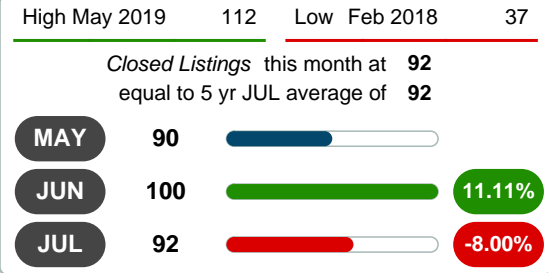 High May 2019 112 Low Feb 2018 37
Closed Listings this month at 92
equal to 5 yr JUL average of 92
MAY 90
JUN 100 11.11%
JUL 92 -8.00%